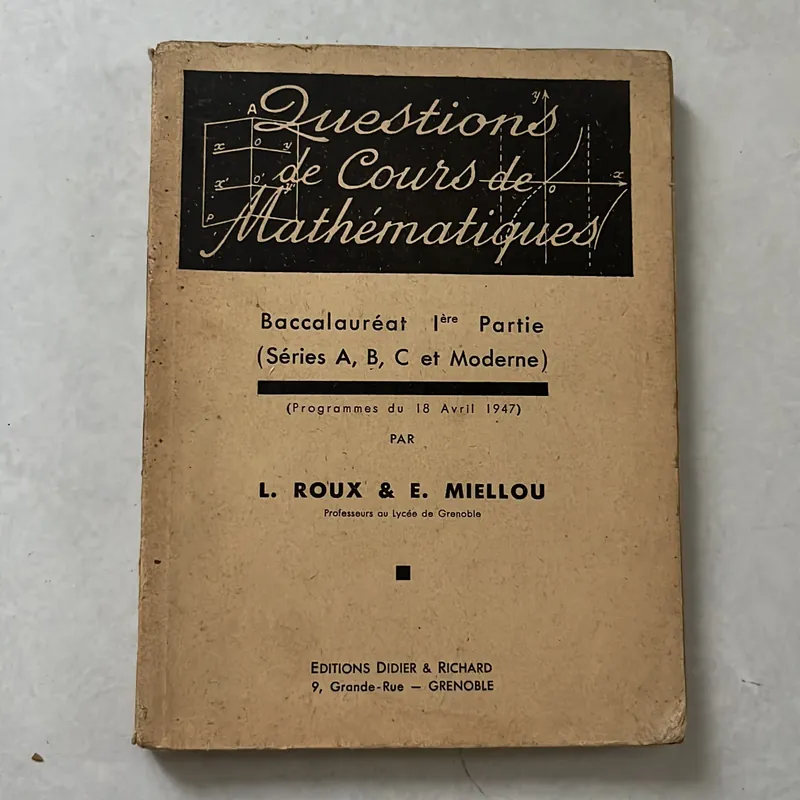 Questions
de Cours de
Mathématiques
A
x
O
y
x'
O'
y'
P
y
x
O
Baccalauréat 1ère Partie
(Séries A, B, C et Moderne)
(Programmes du 18 Avril 1947)
PAR
L. ROUX & E. MIELLOU
Professeurs au Lycée de Grenoble
EDITIONS DIDIER & RICHARD
9, Grande-Rue — GRENOBLE